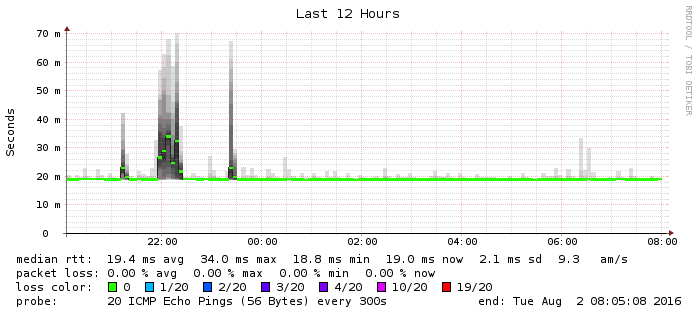 Last 12 Hours
RRDTOOL / TOBI OETIKER
Seconds
70 m
60 m
50 m
40 m
30 m
20 m
10 m
0
22:00 00:00 02:00 04:00 06:00 08:00
median rtt: 19.4 ms avg 34.0 ms max 18.8 ms min 19.0 ms now 2.1 ms sd 9.3 am/s
packet loss: 0.00 % avg 0.00 % max 0.00 % min 0.00 % now
loss color: 0 1/20 2/20 3/20 4/20 10/20 19/20
probe: 20 ICMP Echo Pings (56 Bytes) every 300s end: Tue Aug 2 08:05:08 2016